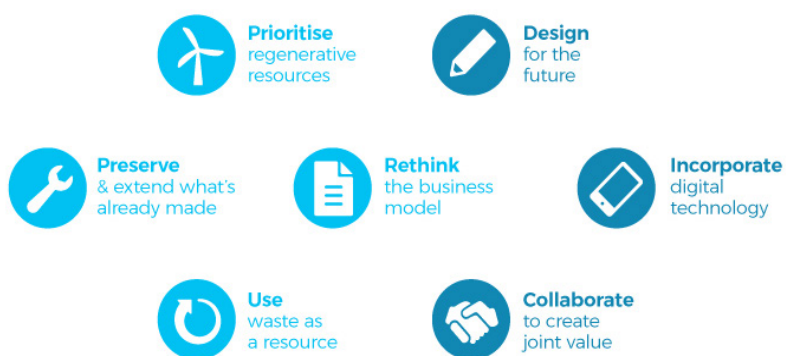 Prioritise
regenerative
resources
Design
for the
future
Preserve
& extend what's
already made
Rethink
the business
model
Incorporate
digital
technology
Use
waste as
a resource
Collaborate
to create
joint value